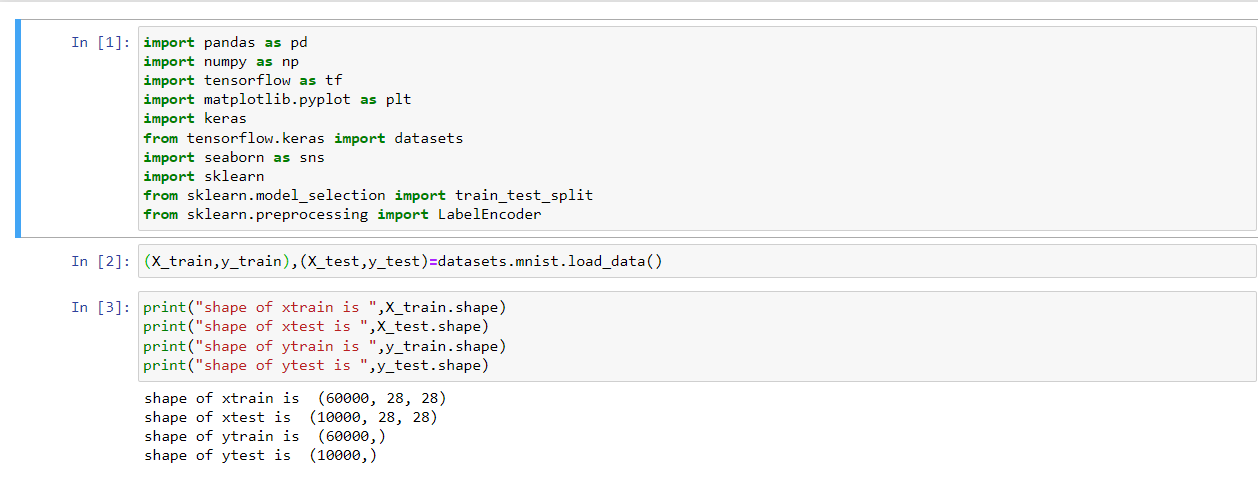 In [1]: import pandas as pd
import numpy as np
import tensorflow as tf
import matplotlib.pyplot as plt
import keras
from tensorflow.keras import datasets
import seaborn as sns
import sklearn
from sklearn.model_selection import train_test_split
from sklearn.preprocessing import LabelEncoder
In [2]: (X_train,y_train),(X_test,y_test)=datasets.mnist.load_data()
In [3]: print("shape of xtrain is ",X_train.shape)
print("shape of xtest is ",X_test.shape)
print("shape of ytrain is ",y_train.shape)
print("shape of ytest is ",y_test.shape)
shape of xtrain is  (60000, 28, 28)
shape of xtest is  (10000, 28, 28)
shape of ytrain is  (60000,)
shape of ytest is  (10000,)